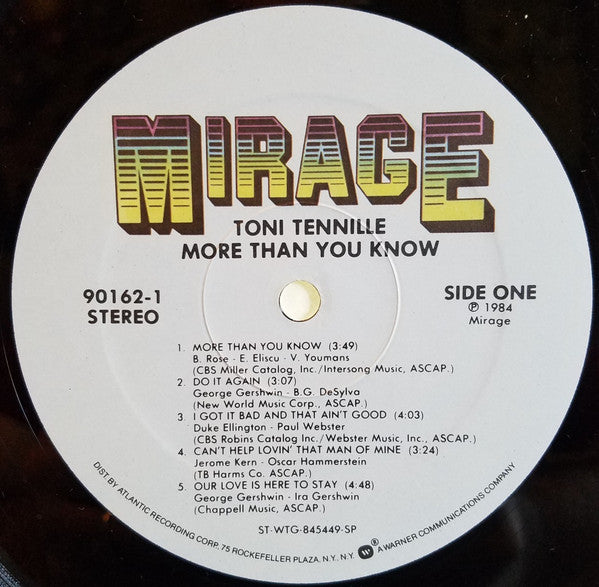 MIRAGE
TONI TENNILLE
MORE THAN YOU KNOW
90162-1
STEREO
SIDE ONE
℗ 1984
Mirage
1. MORE THAN YOU KNOW (3:49)
B. Rose - E. Eliscu - V. Youmans
(CBS Miller Catalog, Inc./Intersong Music, ASCAP.)
2. DO IT AGAIN (3:07)
George Gershwin - B.G. DeSylva
(New World Music Corp., ASCAP.)
3. I GOT IT BAD AND THAT AIN'T GOOD (4:03)
Duke Ellington - Paul Webster
(CBS Robins Catalog Inc./Webster Music, Inc., ASCAP.)
4. CAN'T HELP LOVIN' THAT MAN OF MINE (3:24)
Jerome Kern - Oscar Hammerstein
(TB Harms Co. ASCAP.)
5. OUR LOVE IS HERE TO STAY (4:48)
George Gershwin - Ira Gershwin
(Chappell Music, ASCAP.)
ST-WTG-845449-SP
DIST. BY ATLANTIC RECORDING CORP. 75 ROCKEFELLER PLAZA. N.Y. N.Y. W® A WARNER COMMUNICATIONS COMPANY